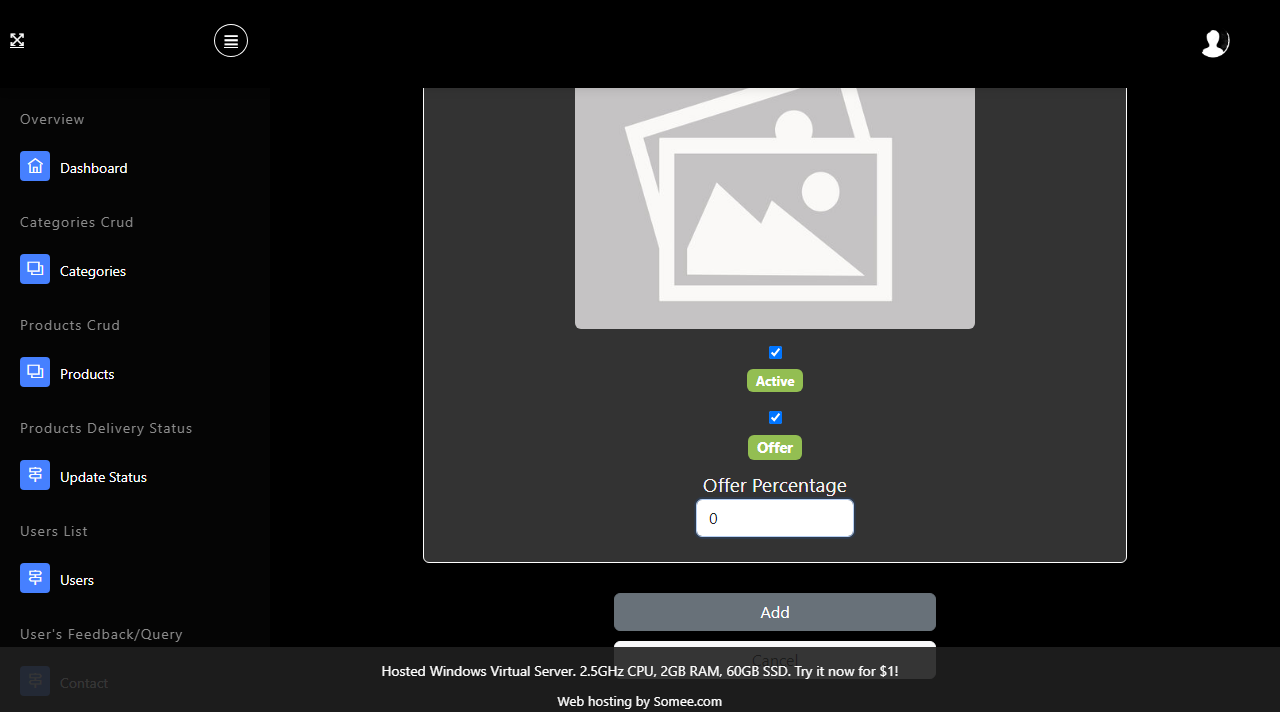 Overview
Dashboard
Categories Crud
Categories
Products Crud
Products
Products Delivery Status
Update Status
Users List
Users
User's Feedback/Query
Contact
Active
Offer
Offer Percentage
0
Add
Cancel
Hosted Windows Virtual Server. 2.5GHz CPU, 2GB RAM, 60GB SSD. Try it now for $1!
Web hosting by Somee.com